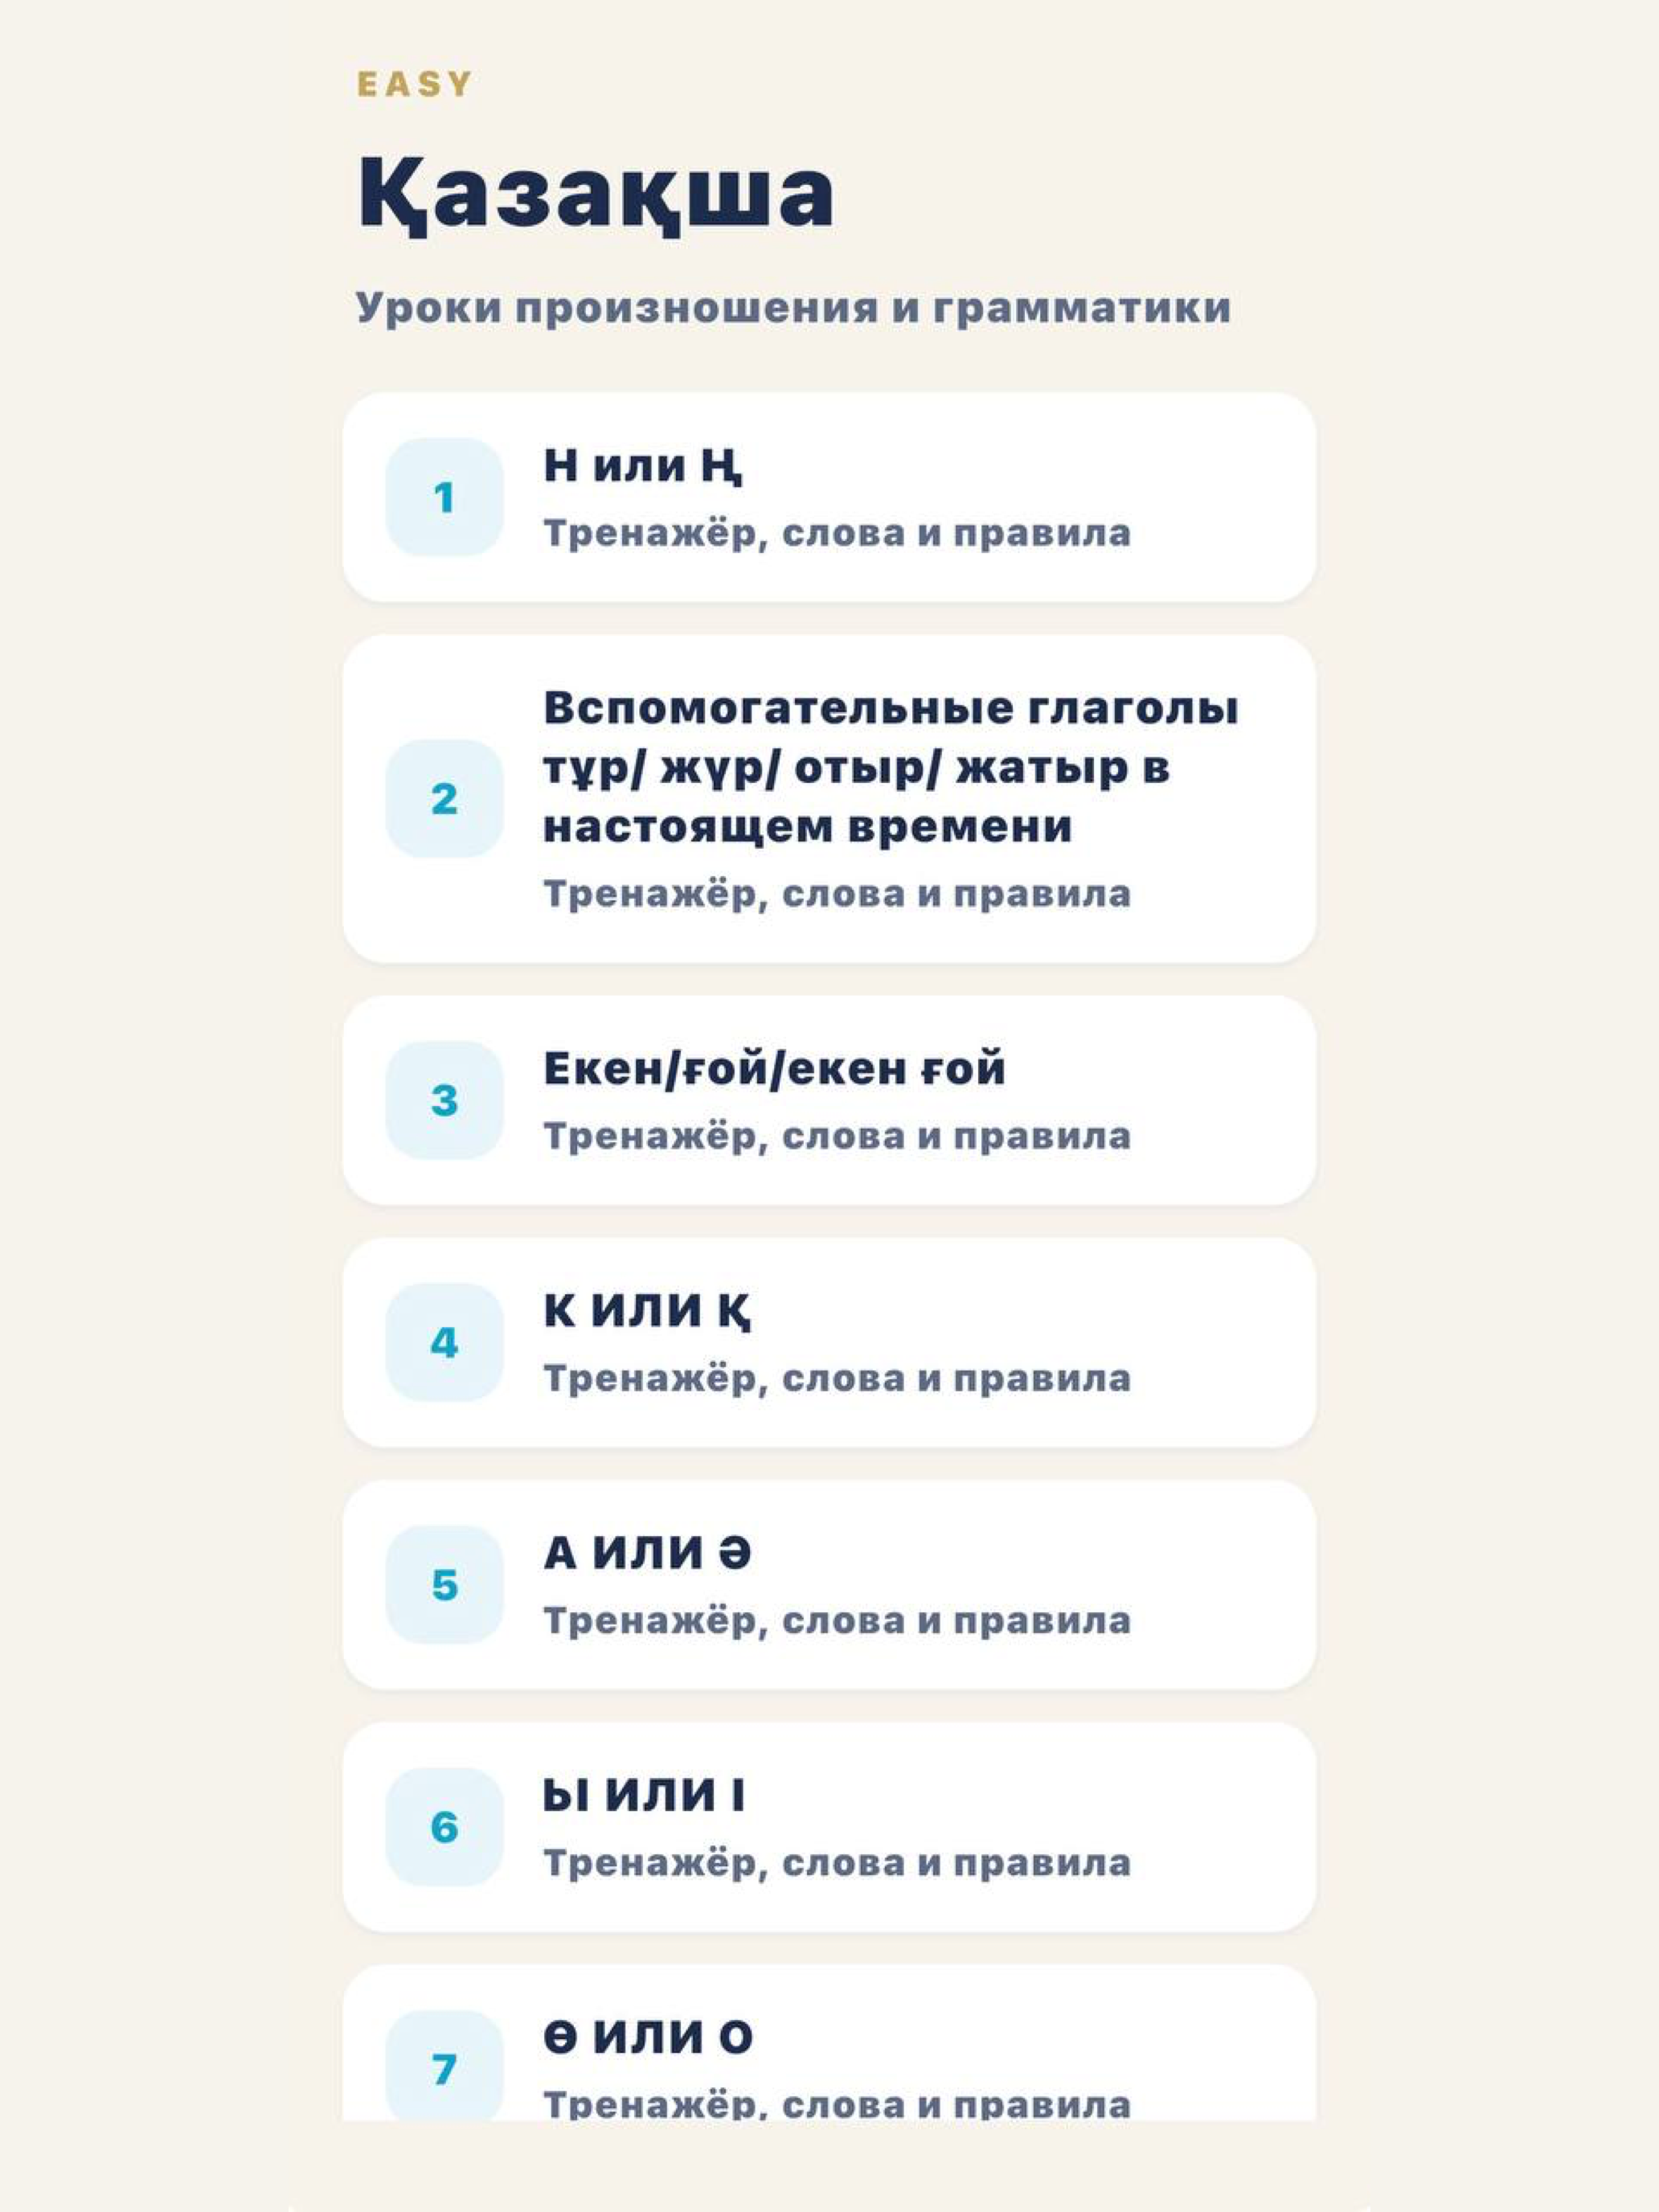 EASY
Қазақша
Уроки произношения и грамматики
1
Н или Ң
Тренажёр, слова и правила
2
Вспомогательные глаголы
тұр/ жүр/ отыр/ жатыр в
настоящем времени
Тренажёр, слова и правила
3
Екен/ғой/екен ғой
Тренажёр, слова и правила
4
К ИЛИ Қ
Тренажёр, слова и правила
5
А ИЛИ Ә
Тренажёр, слова и правила
6
Ы ИЛИ І
Тренажёр, слова и правила
7
Ө ИЛИ О
Тренажёр, слова и правила